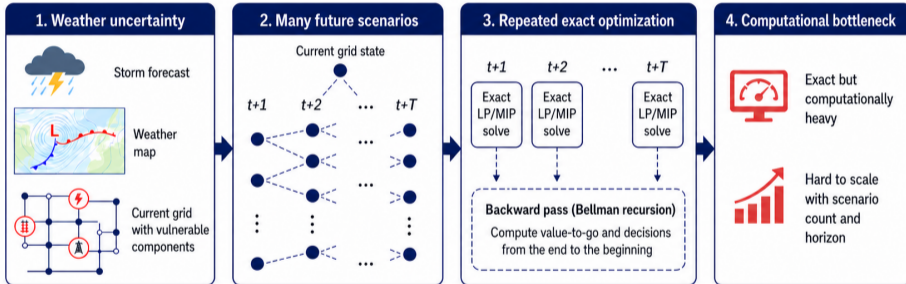 1. Weather uncertainty
Storm forecast
L
Weather
map
Current grid
with vulnerable
components
2. Many future scenarios
Current grid state
t+1 t+2 ... t+T
...
...
...
...
3. Repeated exact optimization
t+1 t+2 ... t+T
Exact
LP/MIP
solve
Exact
LP/MIP
solve
Exact
LP/MIP
solve
Backward pass (Bellman recursion)
Compute value-to-go and decisions
from the end to the beginning
4. Computational bottleneck
Exact but
computationally
heavy
Hard to scale
with scenario
count and
horizon